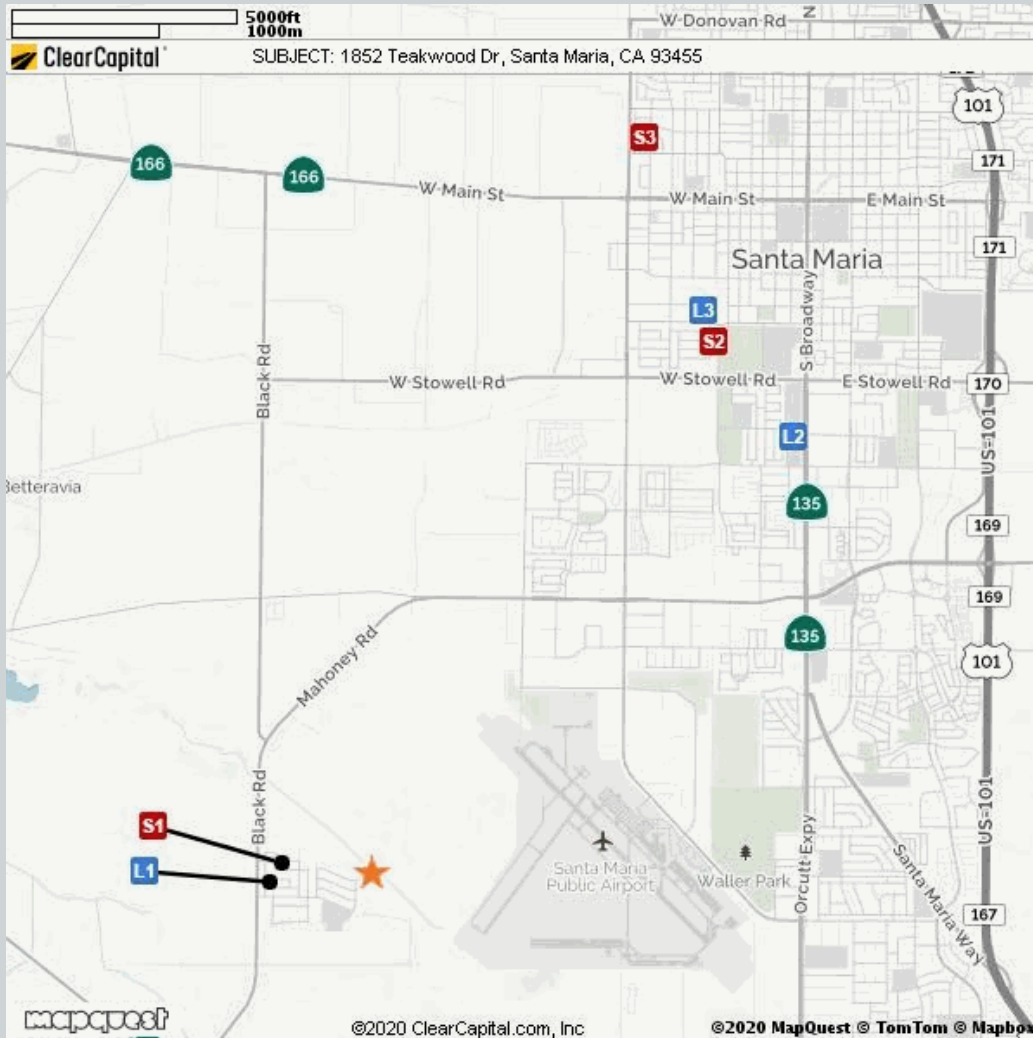 5000ft
1000m
W Donovan Rd
N
ClearCapital
SUBJECT: 1852 Teakwood Dr, Santa Maria, CA 93455
101
S3
171
166
166
W Main St
W Main St
E Main St
171
Santa Maria
L3
S2
S Broadway
Black Rd
W Stowell Rd
W Stowell Rd
E Stowell Rd
170
L2
US-101
Betteravia
135
169
169
135
101
Mahoney Rd
Black Rd
S1
L1
Santa Maria
Public Airport
Waller Park
Orcutt Expy
Santa Maria Way
US-101
167
mapquest
©2020 ClearCapital.com, Inc
©2020 MapQuest © TomTom © Mapbox